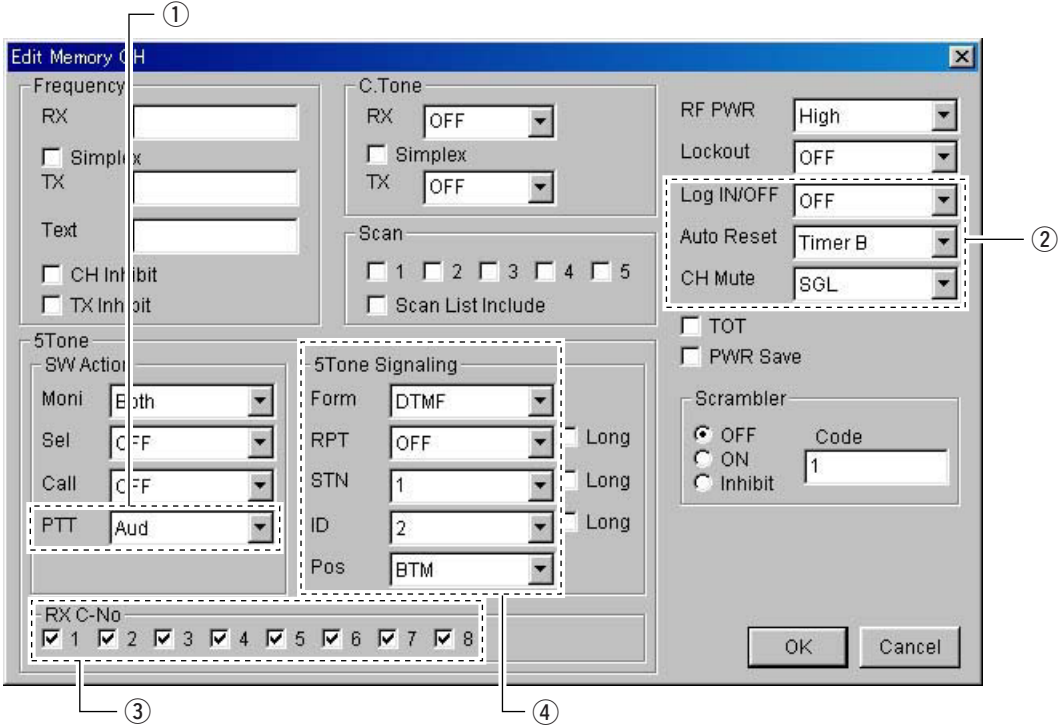 ①
Edit Memory CH
Frequency
RX
Simplex
TX
Text
CH Inhibit
TX Inhibit
C.Tone
RX OFF
Simplex
TX OFF
Scan
1 2 3 4 5
Scan List Include
RF PWR High
Lockout OFF
Log IN/OFF OFF
Auto Reset Timer B
CH Mute SGL
②
TOT
PWR Save
5Tone
SW Action
Moni Both
Sel OFF
Call OFF
PTT Aud
5Tone Signaling
Form DTMF
RPT OFF Long
STN 1 Long
ID 2 Long
Pos BTM
Scrambler
OFF
ON
Inhibit
Code
1
RX C-No
1 2 3 4 5 6 7 8
OK Cancel
③ ④